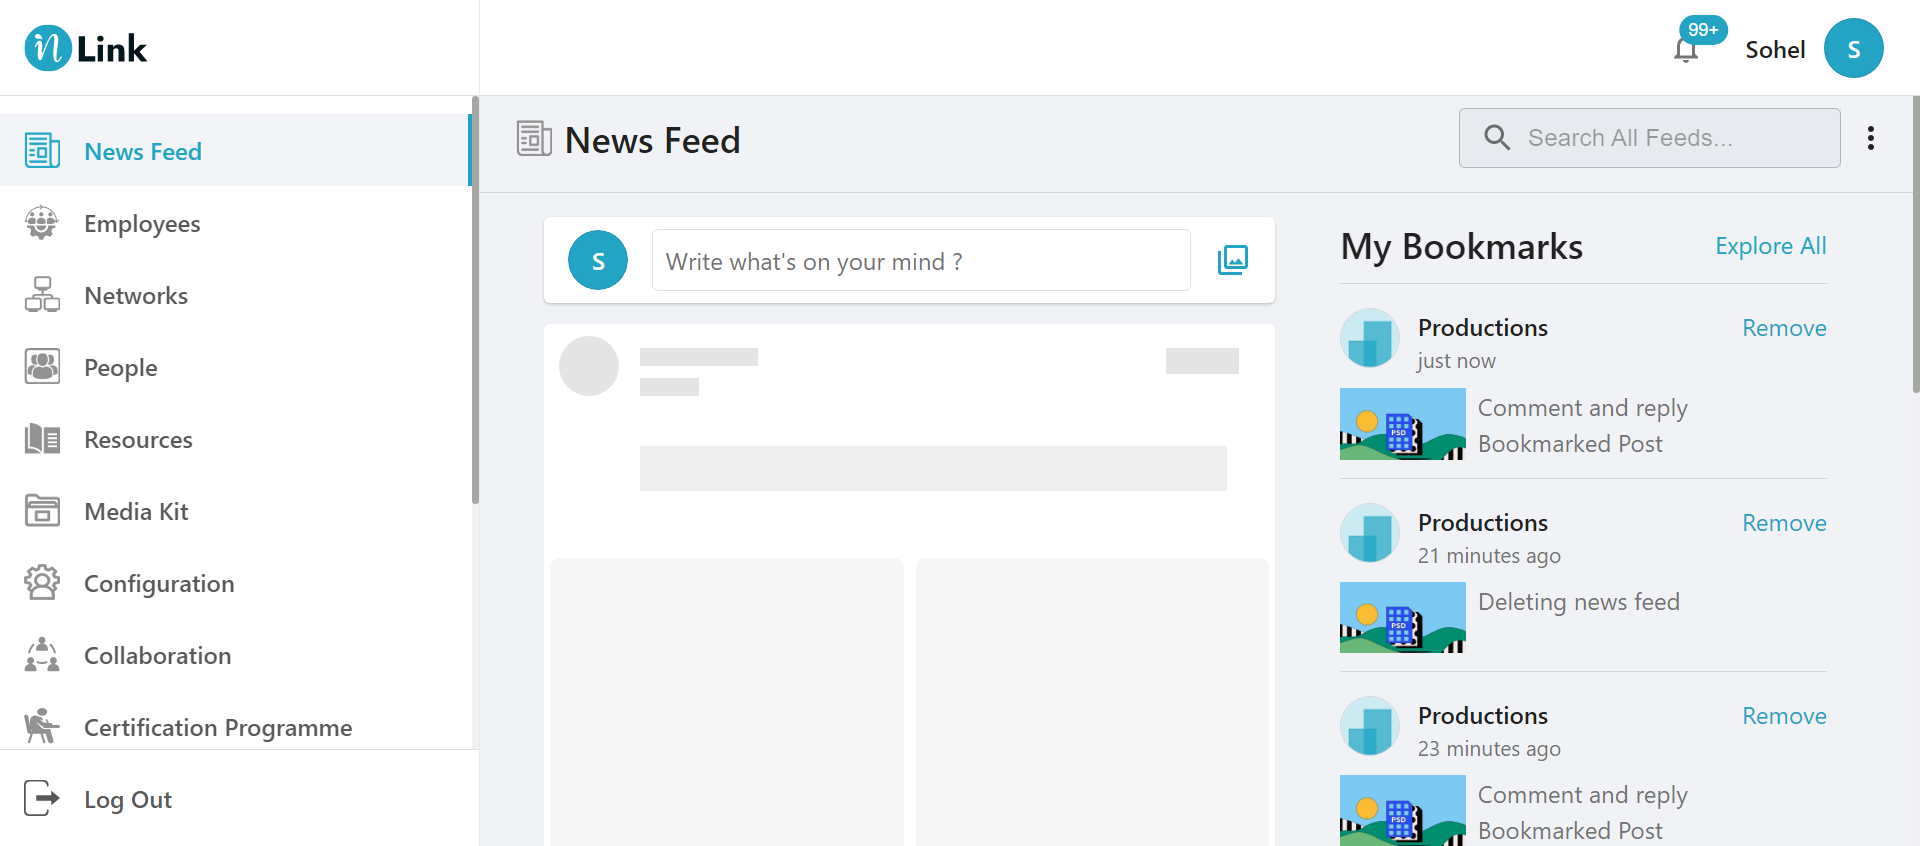 n Link
99+
Sohel
S
News Feed
Employees
Networks
People
Resources
Media Kit
Configuration
Collaboration
Certification Programme
Log Out
News Feed
Search All Feeds...
S
Write what's on your mind ?
My Bookmarks
Explore All
Productions
Remove
just now
PSD
Comment and reply
Bookmarked Post
Productions
Remove
21 minutes ago
PSD
Deleting news feed
Productions
Remove
23 minutes ago
PSD
Comment and reply
Bookmarked Post